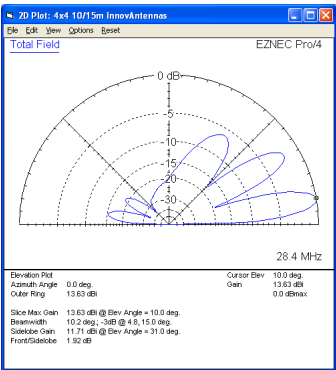 2D Plot: 4x4 10/15m InnovAntennas
File Edit View Options Reset
Total Field
EZNEC Pro/4
0 dB
-5
-10
-15
-20
-30
28.4 MHz
Elevation Plot
Azimuth Angle 0.0 deg.
Outer Ring 13.63 dBi
Cursor Elev 10.0 deg.
Gain 13.63 dBi
0.0 dBmax
Slice Max Gain 13.63 dBi @ Elev Angle = 10.0 deg.
Beamwidth 10.2 deg.; -3dB @ 4.8, 15.0 deg.
Sidelobe Gain 11.71 dBi @ Elev Angle = 31.0 deg.
Front/Sidelobe 1.92 dB